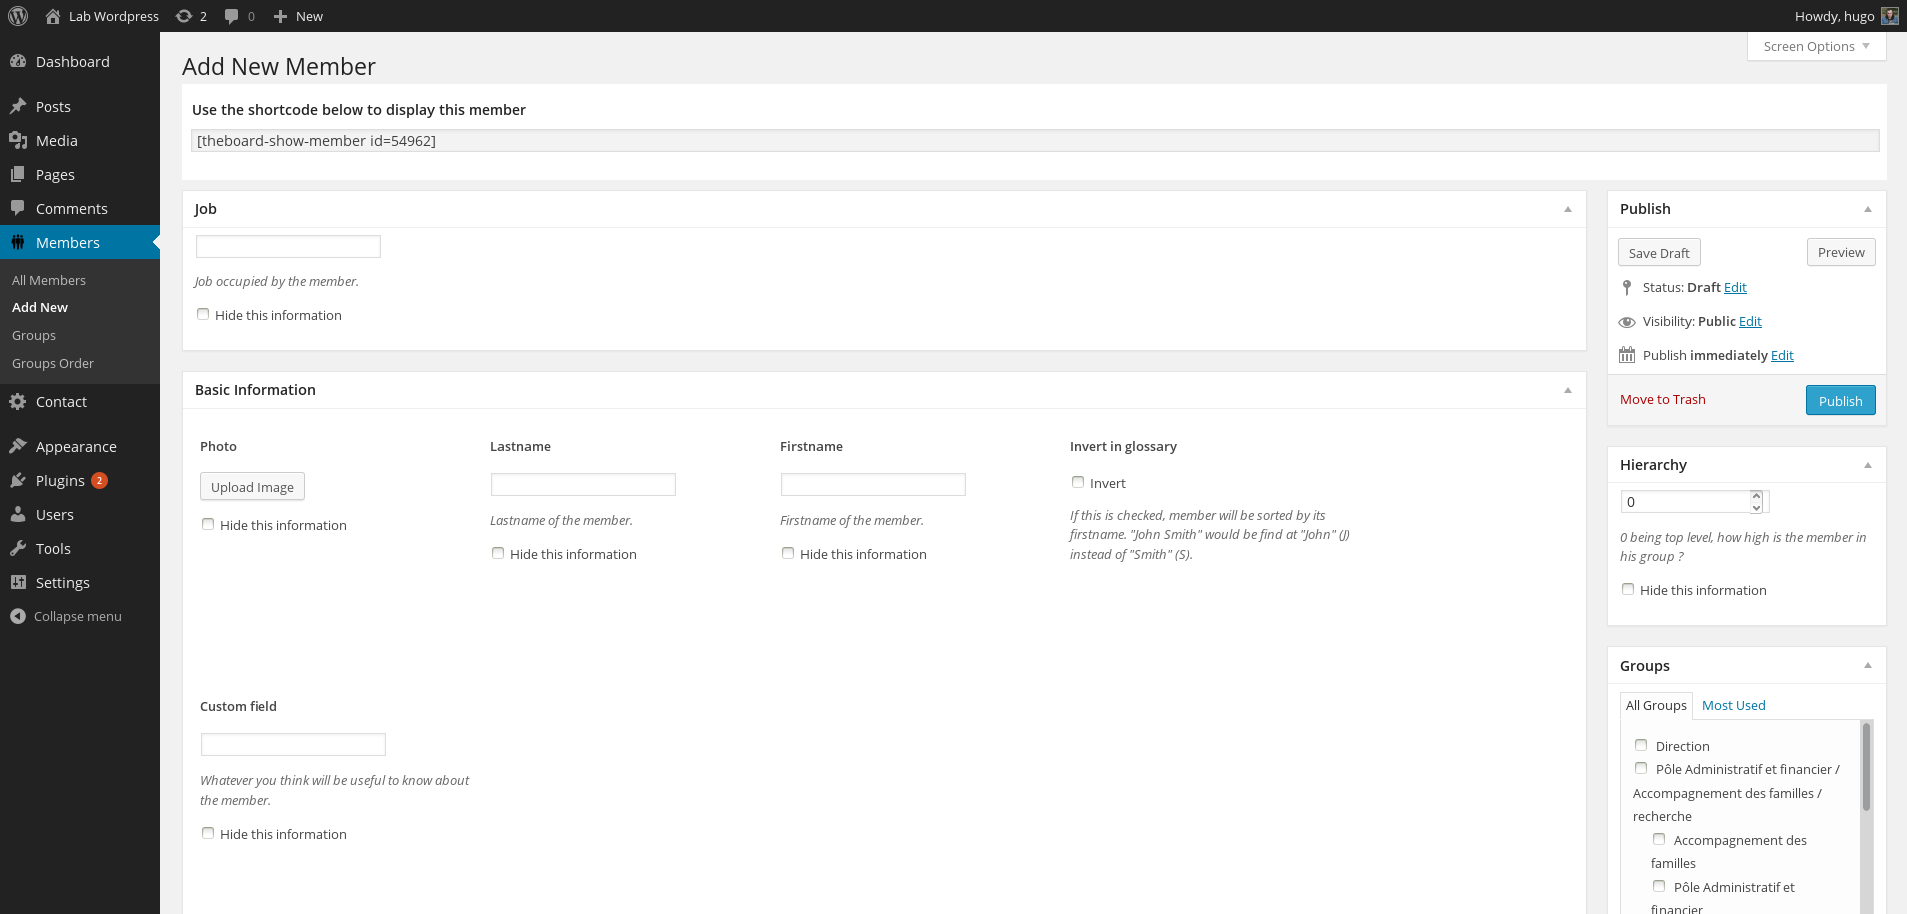 Lab Wordpress 2 0 New Howdy, hugo
Screen Options
Dashboard
Posts
Media
Pages
Comments
Members
All Members
Add New
Groups
Groups Order
Contact
Appearance
Plugins 2
Users
Tools
Settings
Collapse menu
Add New Member
Use the shortcode below to display this member
[theboard-show-member id=54962]
Job
Job occupied by the member.
Hide this information
Basic Information
Photo
Upload Image
Hide this information
Lastname
Lastname of the member.
Hide this information
Firstname
Firstname of the member.
Hide this information
Invert in glossary
Invert
If this is checked, member will be sorted by its
firstname. "John Smith" would be find at "John" (J)
instead of "Smith" (S).
Custom field
Whatever you think will be useful to know about
the member.
Hide this information
Publish
Save Draft Preview
Status: Draft Edit
Visibility: Public Edit
Publish immediately Edit
Move to Trash Publish
Hierarchy
0
0 being top level, how high is the member in
his group ?
Hide this information
Groups
All Groups Most Used
Direction
Pôle Administratif et financier /
Accompagnement des familles /
recherche
Accompagnement des
familles
Pôle Administratif et
financier